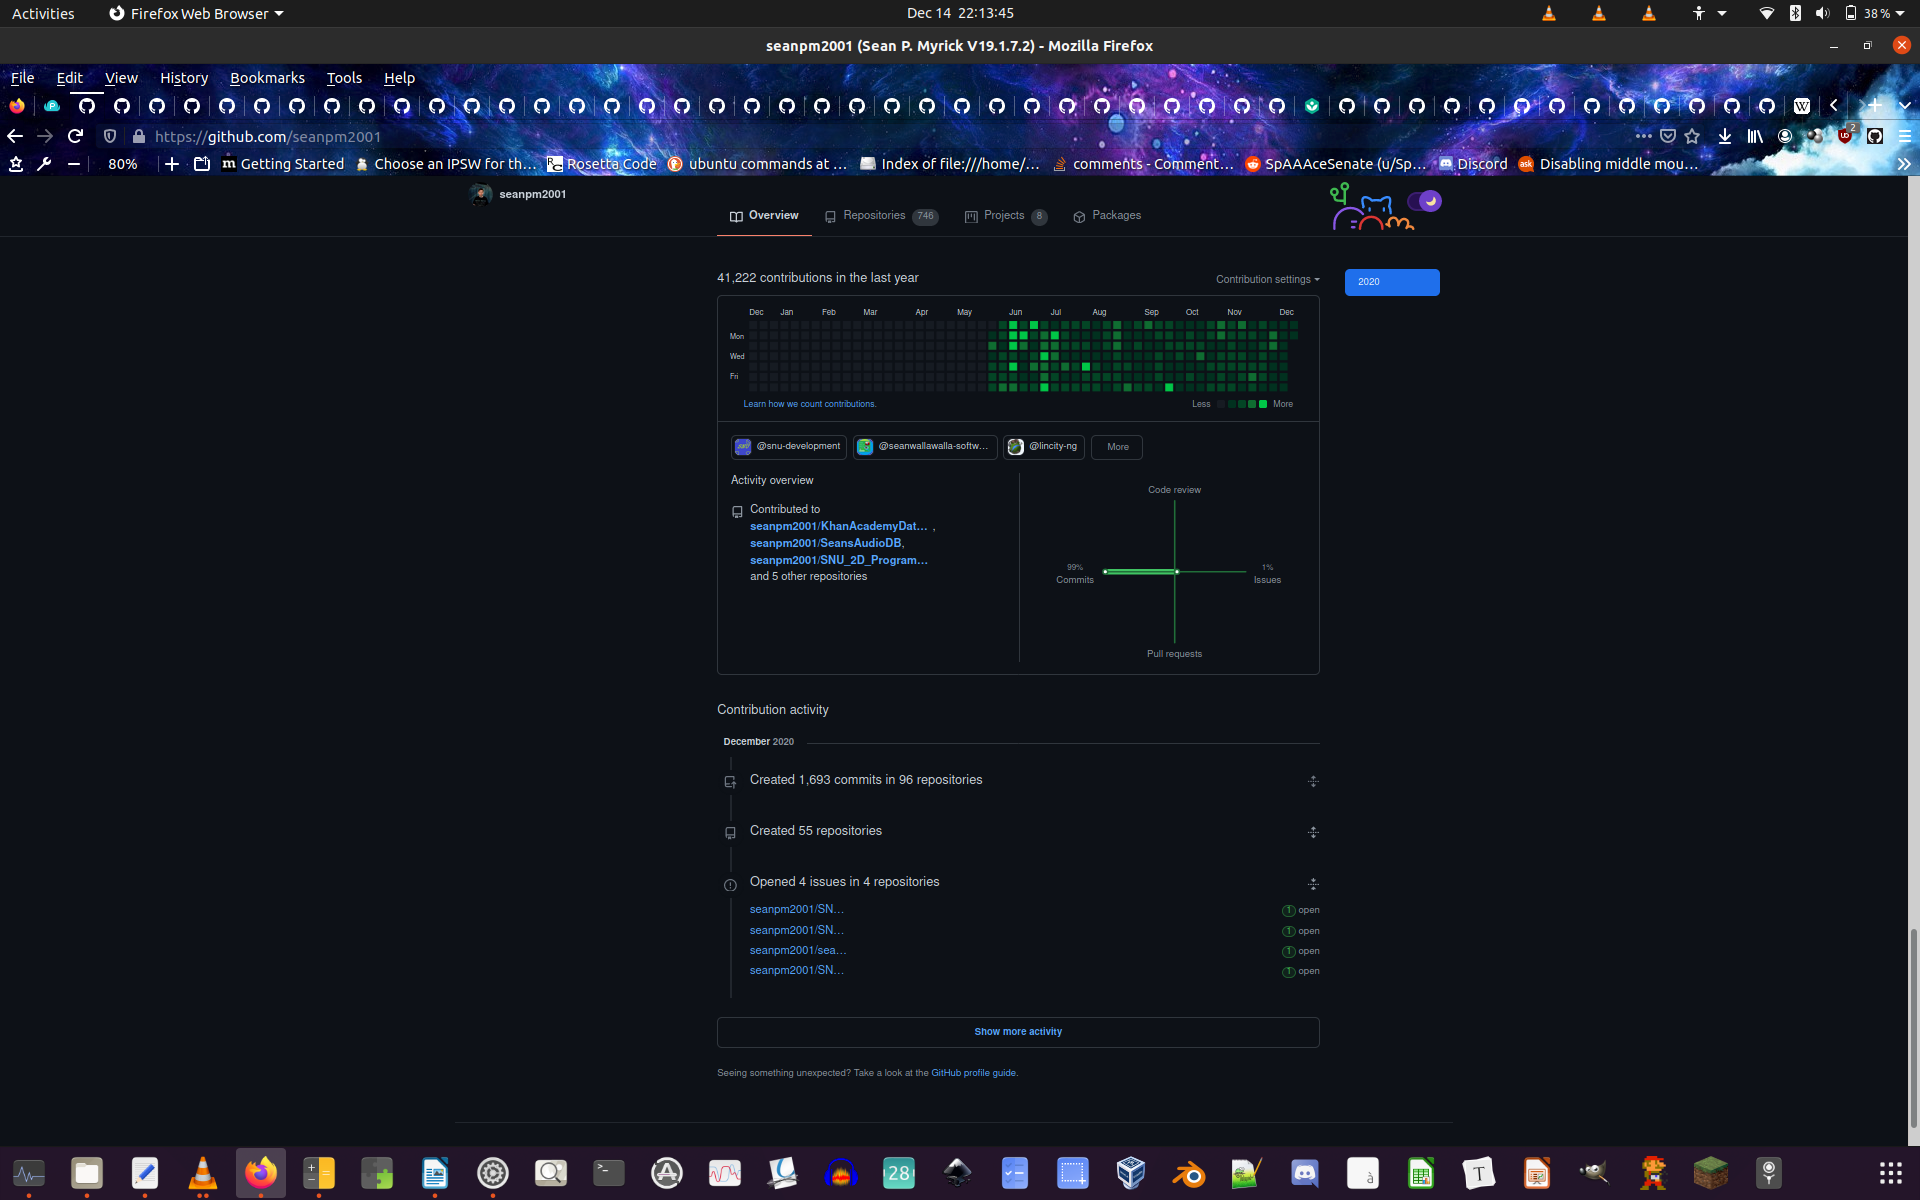 Activities Firefox Web Browser Dec 14 22:13:45 38 %
seanpm2001 (Sean P. Myrick V19.1.7.2) - Mozilla Firefox
File Edit View History Bookmarks Tools Help
https://github.com/seanpm2001 2
80% Getting Started Choose an IPSW for th… Rosetta Code ubuntu commands at … Index of file:///home/… comments - Comment… SpAAAceSenate (u/Sp… Discord Disabling middle mou…
seanpm2001
Overview Repositories 746 Projects 8 Packages
41,222 contributions in the last year Contribution settings 2020
Dec Jan Feb Mar Apr May Jun Jul Aug Sep Oct Nov Dec
Mon
Wed
Fri
Learn how we count contributions. Less More
@snu-development @seanwallawalla-softw… @lincity-ng More
Activity overview
Code review
Contributed to
seanpm2001/KhanAcademyDat… ,
seanpm2001/SeansAudioDB,
seanpm2001/SNU_2D_Program…
and 5 other repositories
99% 1%
Commits Issues
Pull requests
Contribution activity
December 2020
Created 1,693 commits in 96 repositories
Created 55 repositories
Opened 4 issues in 4 repositories
seanpm2001/SN… 1 open
seanpm2001/SN… 1 open
seanpm2001/sea… 1 open
seanpm2001/SN… 1 open
Show more activity
Seeing something unexpected? Take a look at the GitHub profile guide.
28